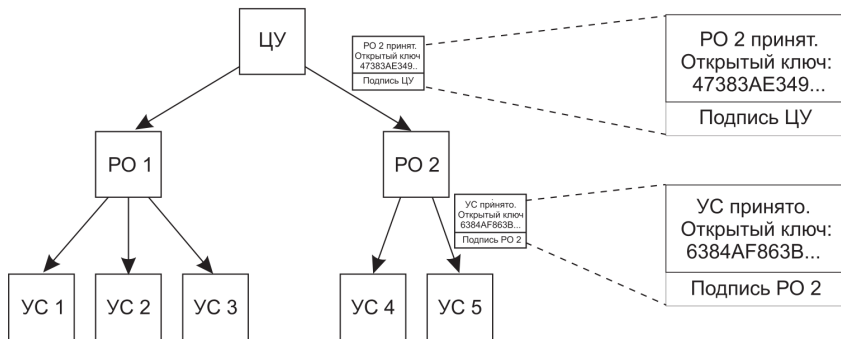 ЦУ
РО 2 принят.
Открытый ключ
47383AE349..
Подпись ЦУ
РО 2 принят.
Открытый ключ:
47383AE349...
Подпись ЦУ
РО 1
РО 2
УС принято.
Открытый ключ
6384AF863B...
Подпись РО 2
УС принято.
Открытый ключ:
6384AF863B...
Подпись РО 2
УС 1
УС 2
УС 3
УС 4
УС 5